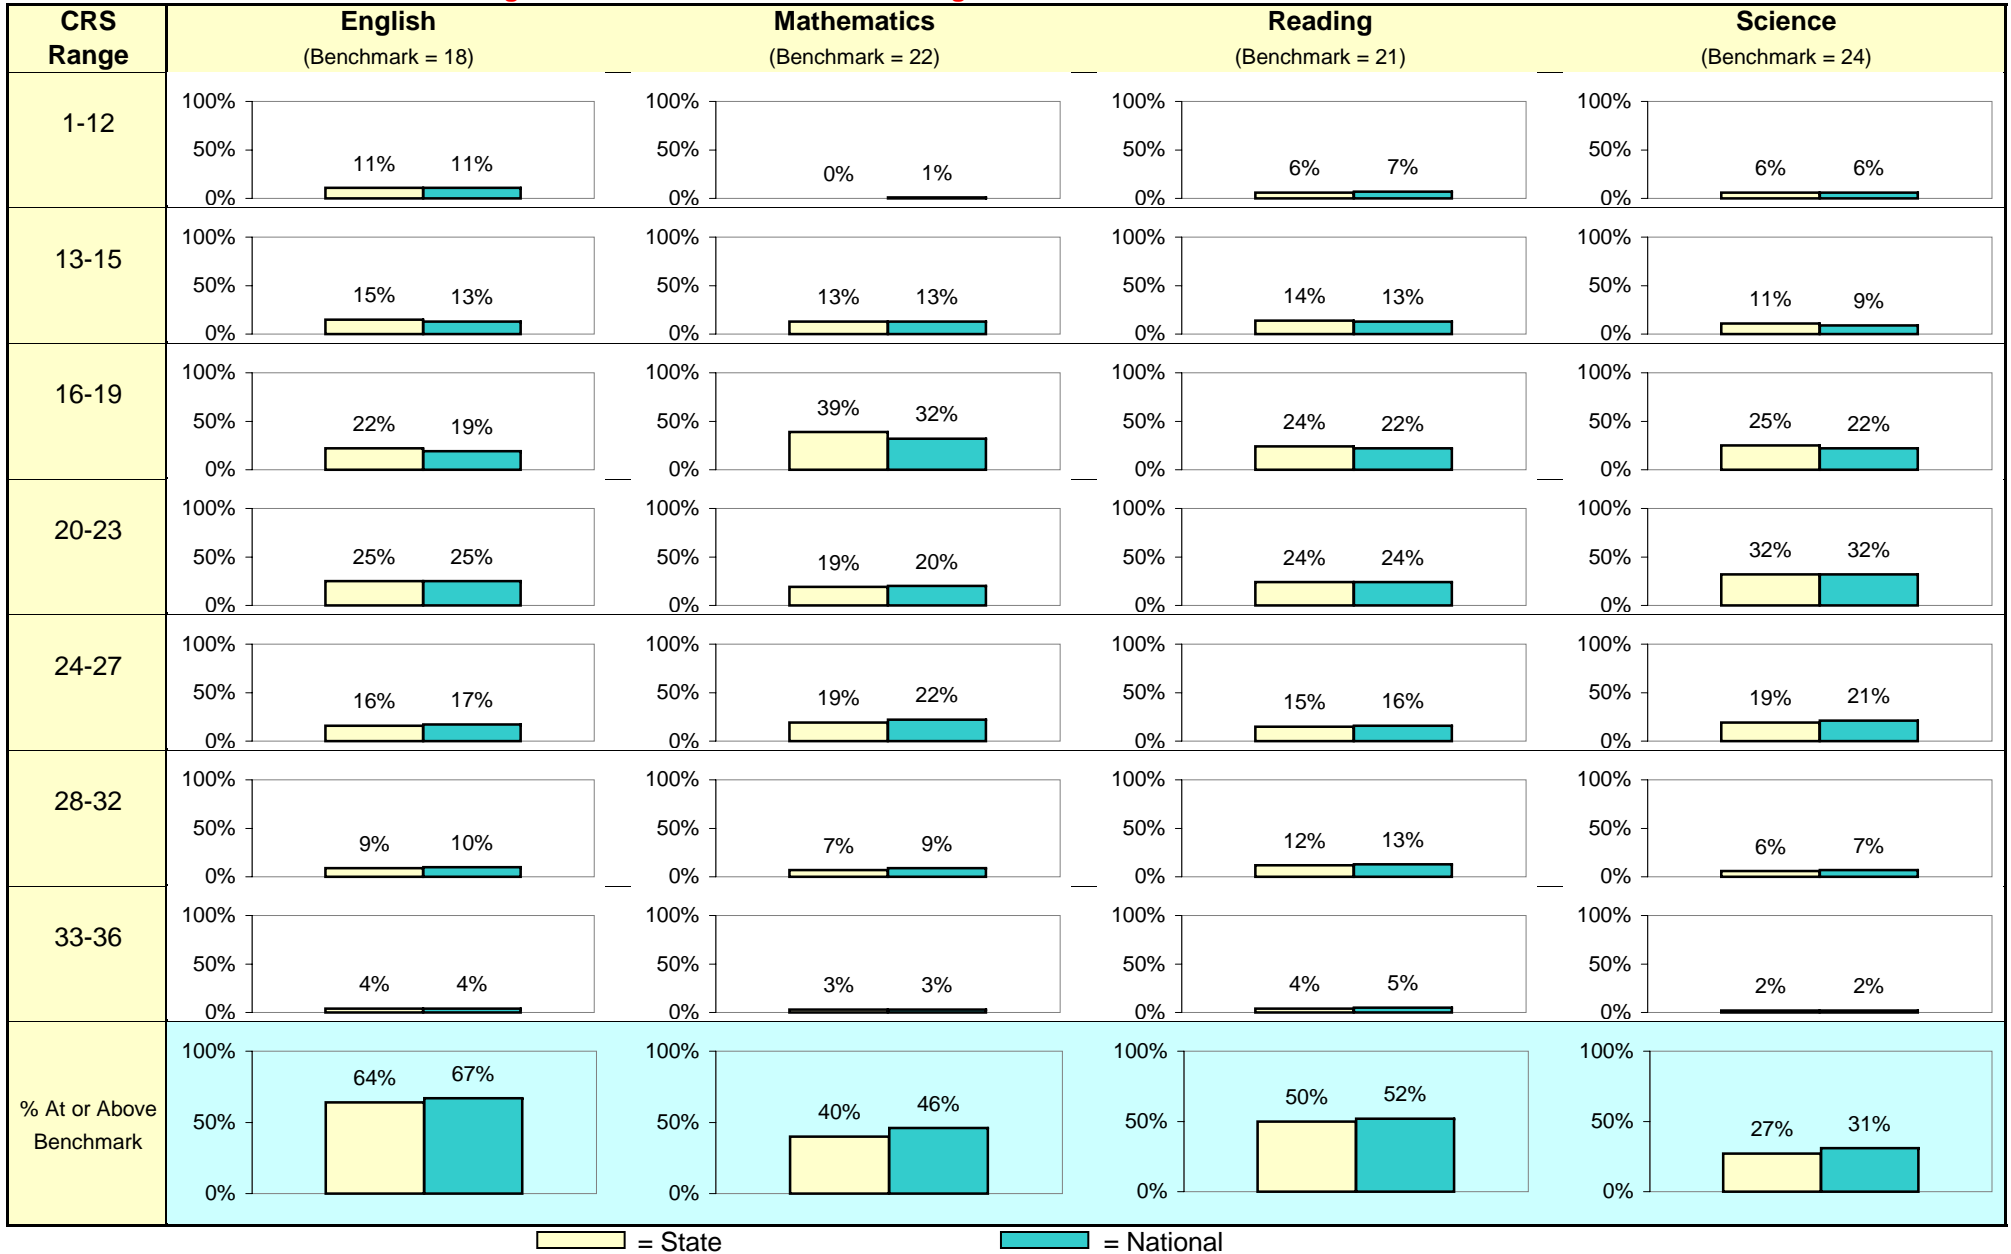 CRS Range English Mathematics Reading Science
(Benchmark = 18) (Benchmark = 22) (Benchmark = 21) (Benchmark = 24)
1-12
100% 100% 100% 100%
50% 50% 50% 50%
11% 11% 0% 1% 6% 7% 6% 6%
0% 0% 0% 0%
13-15
100% 100% 100% 100%
50% 50% 50% 50%
15% 13% 13% 13% 14% 13% 11% 9%
0% 0% 0% 0%
16-19
100% 100% 100% 100%
50% 50% 50% 50%
22% 19% 39% 32% 24% 22% 25% 22%
0% 0% 0% 0%
20-23
100% 100% 100% 100%
50% 50% 50% 50%
25% 25% 19% 20% 24% 24% 32% 32%
0% 0% 0% 0%
24-27
100% 100% 100% 100%
50% 50% 50% 50%
16% 17% 19% 22% 15% 16% 19% 21%
0% 0% 0% 0%
28-32
100% 100% 100% 100%
50% 50% 50% 50%
9% 10% 7% 9% 12% 13% 6% 7%
0% 0% 0% 0%
33-36
100% 100% 100% 100%
50% 50% 50% 50%
4% 4% 3% 3% 4% 5% 2% 2%
0% 0% 0% 0%
% At or Above
Benchmark
100% 100% 100% 100%
64% 67% 40% 46% 50% 52% 27% 31%
50% 50% 50% 50%
0% 0% 0% 0%
= State = National